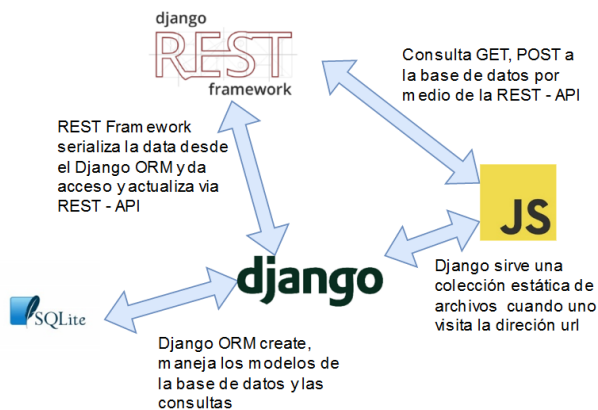 django
REST
framework
Consulta GET, POST a
la base de datos por
medio de la REST - API
REST Framework
serializa la data desde
el Django ORM y da
acceso y actualiza via
REST - API
JS
django
Django sirve una
colección estática de
archivos cuando uno
visita la direción url
SQLite
Django ORM create,
maneja los modelos de
la base de datos y las
consultas